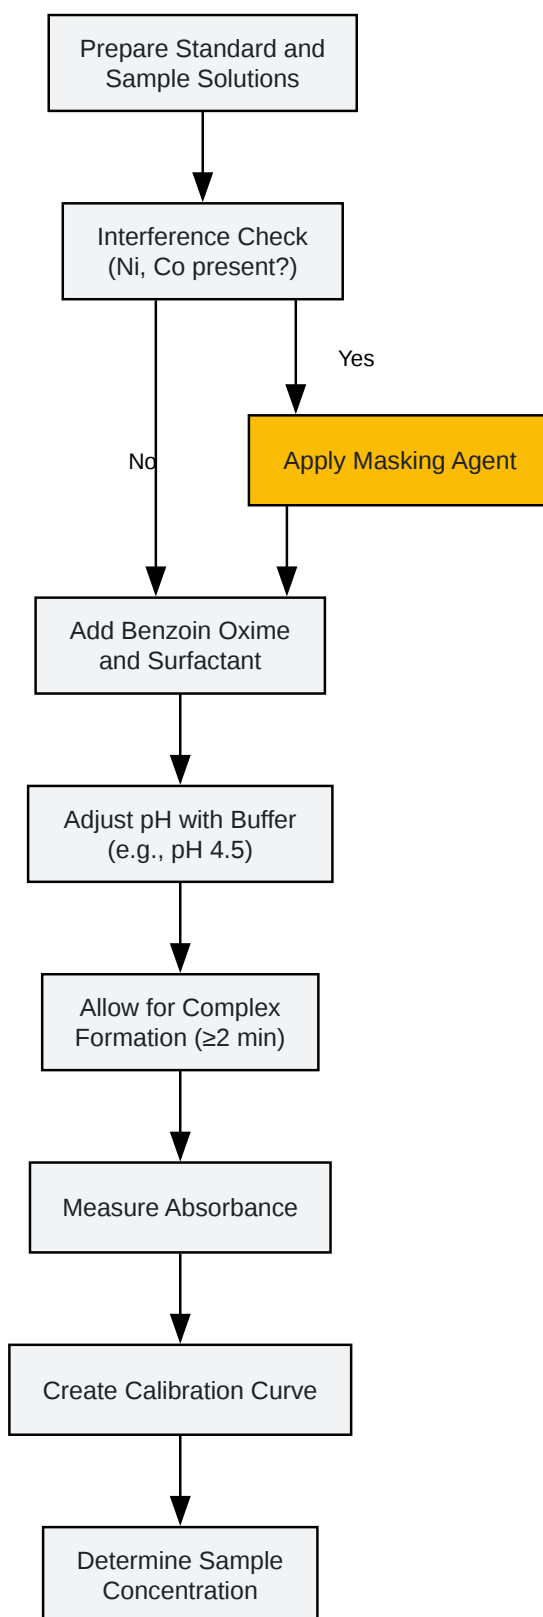 Prepare Standard and
Sample Solutions
Interference Check
(Ni, Co present?)
Yes
No
Apply Masking Agent
Add Benzoin Oxime
and Surfactant
Adjust pH with Buffer
(e.g., pH 4.5)
Allow for Complex
Formation (≥2 min)
Measure Absorbance
Create Calibration Curve
Determine Sample
Concentration